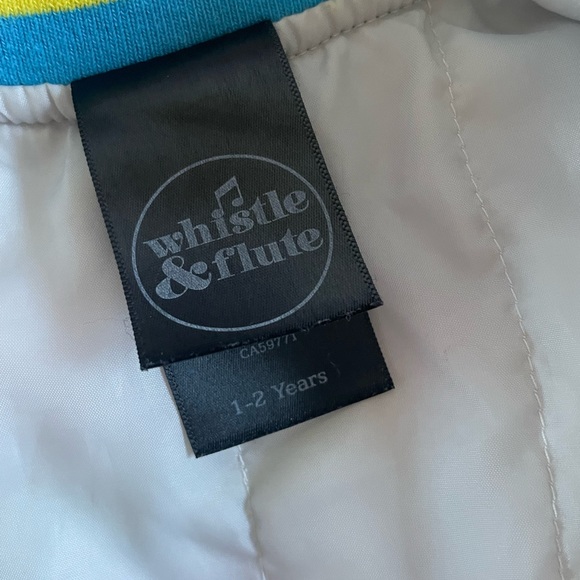 whistle
&flute
CA59771
1-2 Years